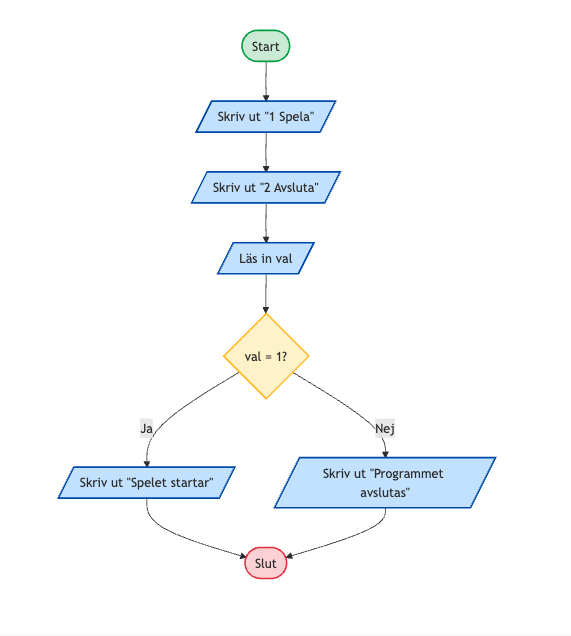 Start
Skriv ut "1 Spela"
Skriv ut "2 Avsluta"
Läs in val
val = 1?
Ja
Nej
Skriv ut "Spelet startar"
Skriv ut "Programmet
avslutas"
Slut